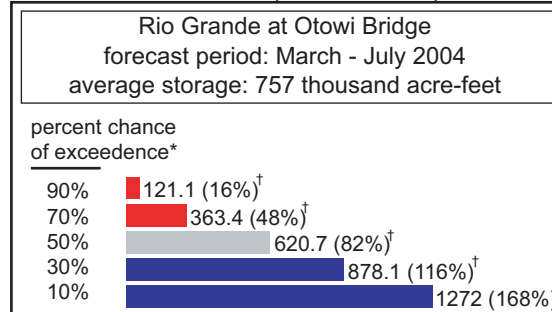 Rio Grande at Otowi Bridge
forecast period: March - July 2004
average storage: 757 thousand acre-feet
percent chance
of exceedence*
90% 121.1 (16%)†
70% 363.4 (48%)†
50% 620.7 (82%)†
30% 878.1 (116%)†
10% 1272 (168%)